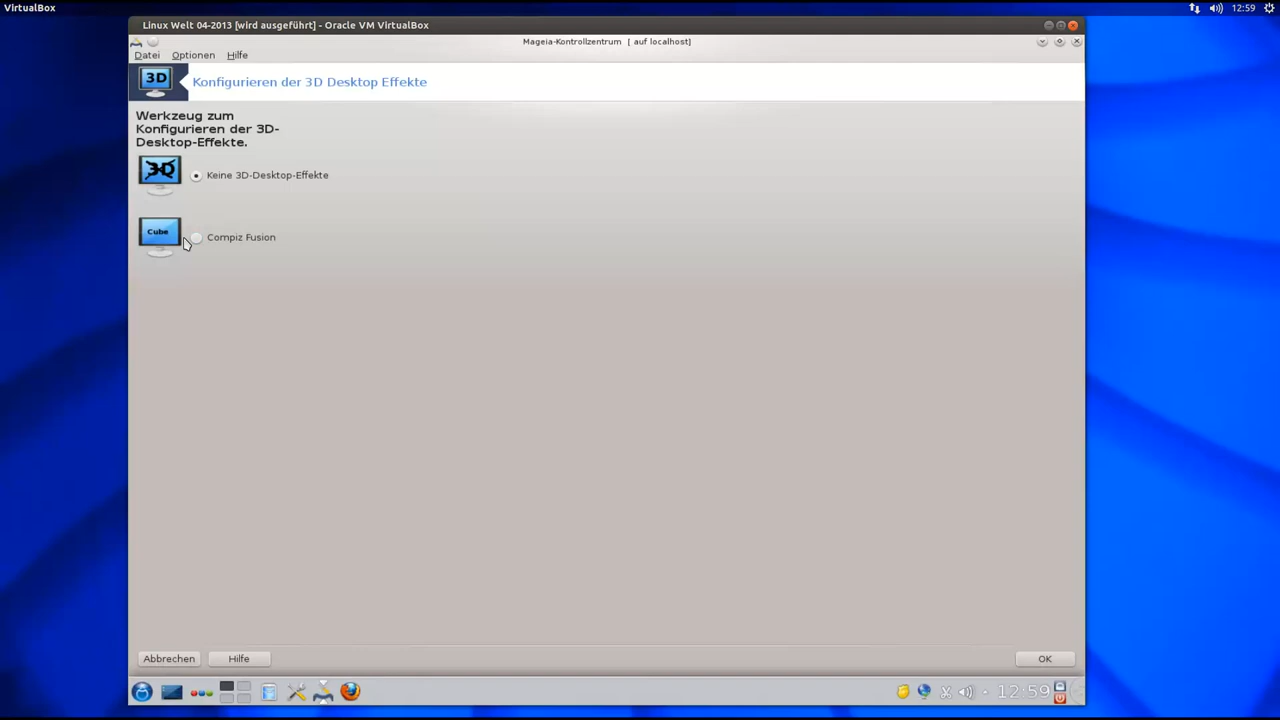 VirtualBox
12:59
Linux Welt 04-2013 [wird ausgeführt] - Oracle VM VirtualBox
Mageia-Kontrollzentrum [ auf localhost]
Datei Optionen Hilfe
3D Konfigurieren der 3D Desktop Effekte
Werkzeug zum
Konfigurieren der 3D-
Desktop-Effekte.
3D Keine 3D-Desktop-Effekte
Cube Compiz Fusion
Abbrechen Hilfe OK
12:59